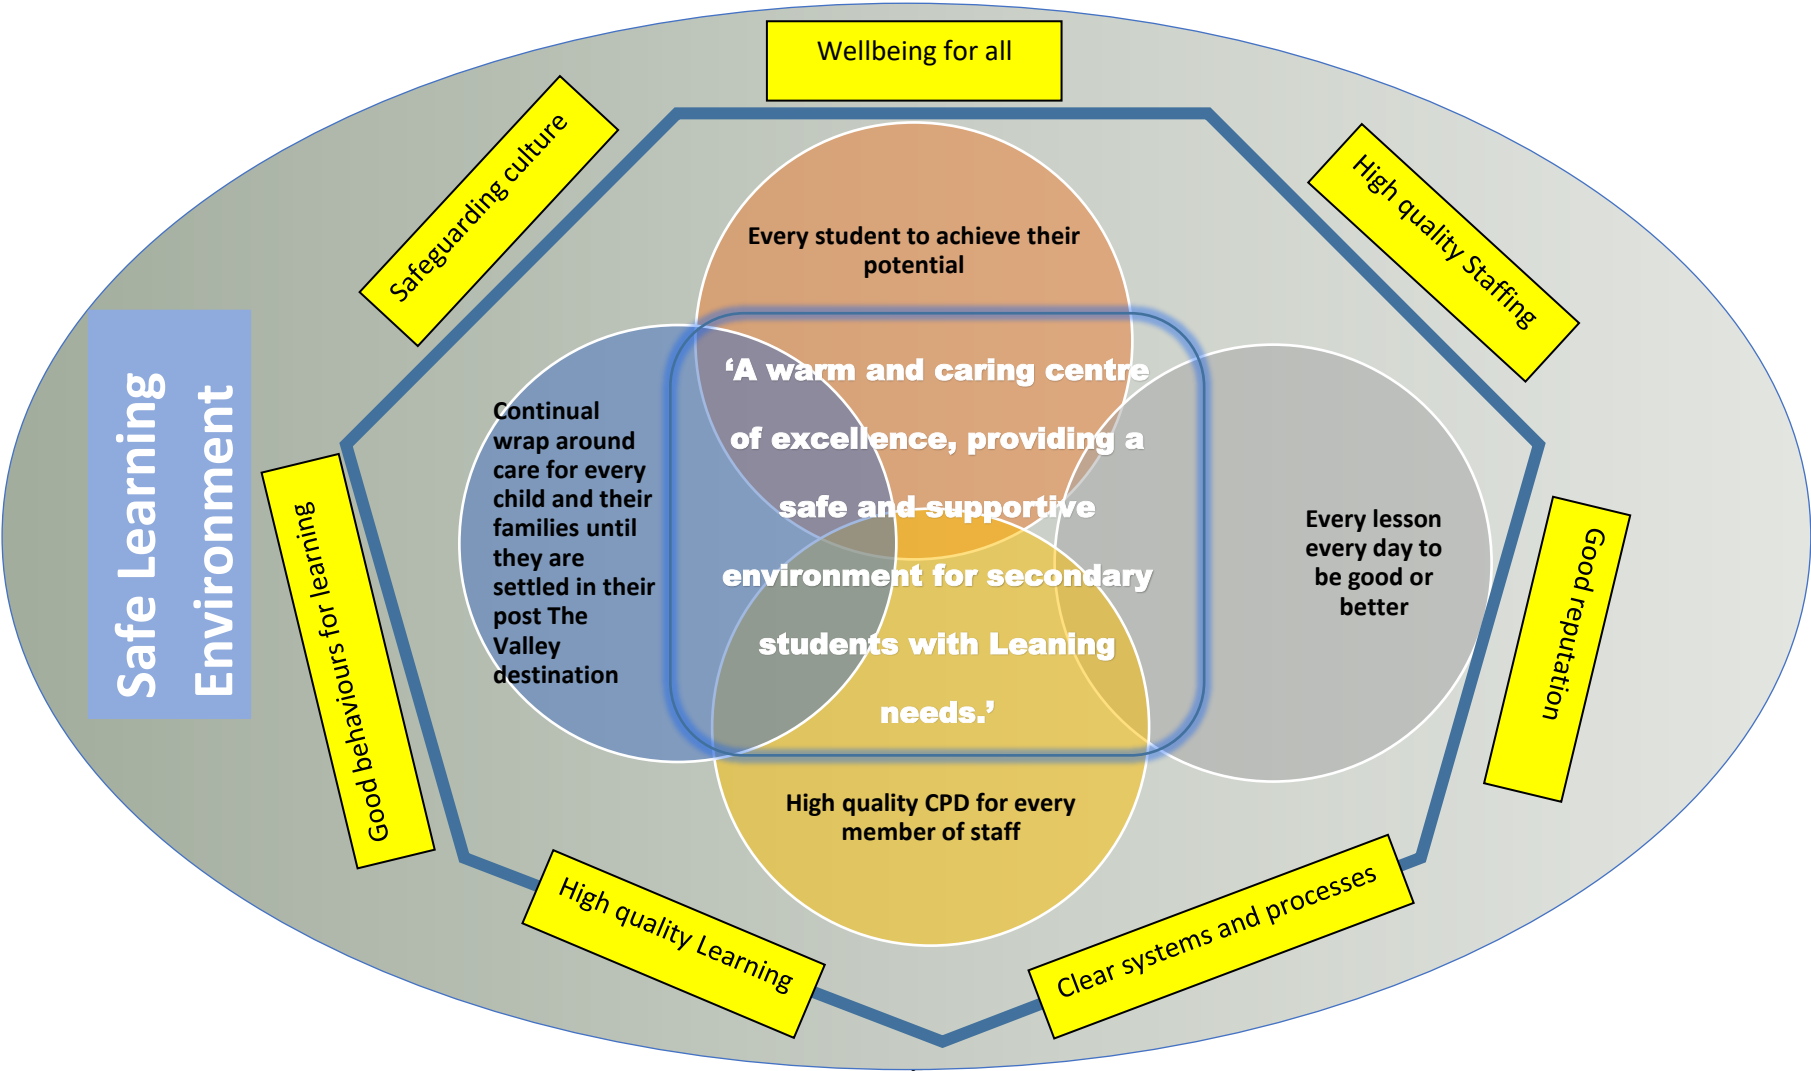 Wellbeing for all
Safeguarding culture
High quality Staffing
Every student to achieve their
potential
Safe Learning
Environment
‘A warm and caring centre
of excellence, providing a
safe and supportive
environment for secondary
students with Leaning
needs.’
Continual
wrap around
care for every
child and their
families until
they are
settled in their
post The
Valley
destination
Every lesson
every day to
be good or
better
Good behaviours for learning
Good reputation
High quality CPD for every
member of staff
High quality Learning
Clear systems and processes